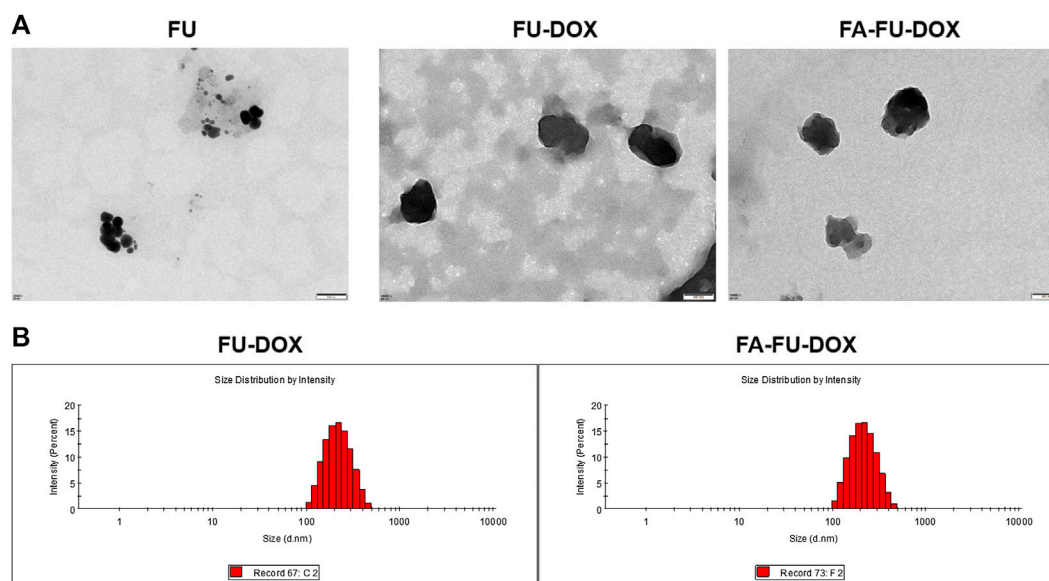 A
FU
FU-DOX
FA-FU-DOX
B
FU-DOX
FA-FU-DOX
Size Distribution by Intensity
20
15
10
5
0
Intensity (Percent)
1
10
100
1000
10000
Size (d.nm)
Record 67: C 2
Size Distribution by Intensity
20
15
10
5
0
Intensity (Percent)
1
10
100
1000
10000
Size (d.nm)
Record 73: F 2